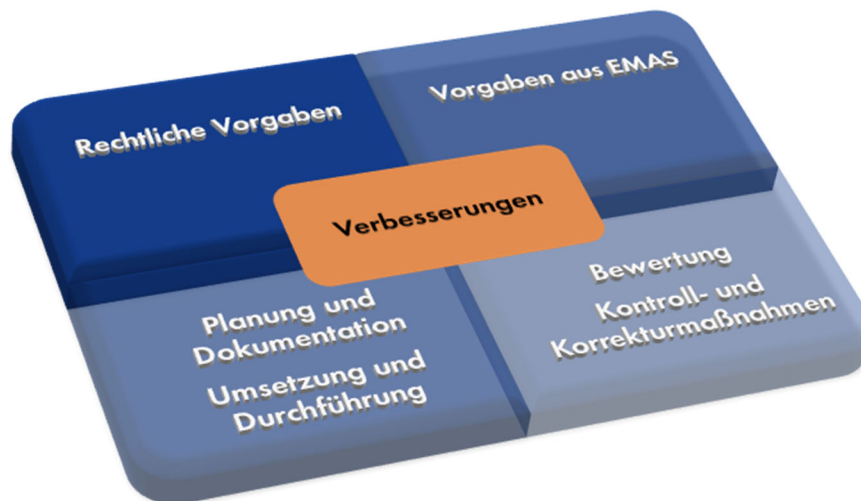 Rechtliche Vorgaben
Vorgaben aus EMAS
Verbesserungen
Planung und
Dokumentation
Umsetzung und
Durchführung
Bewertung
Kontroll- und
Korrekturmaßnahmen